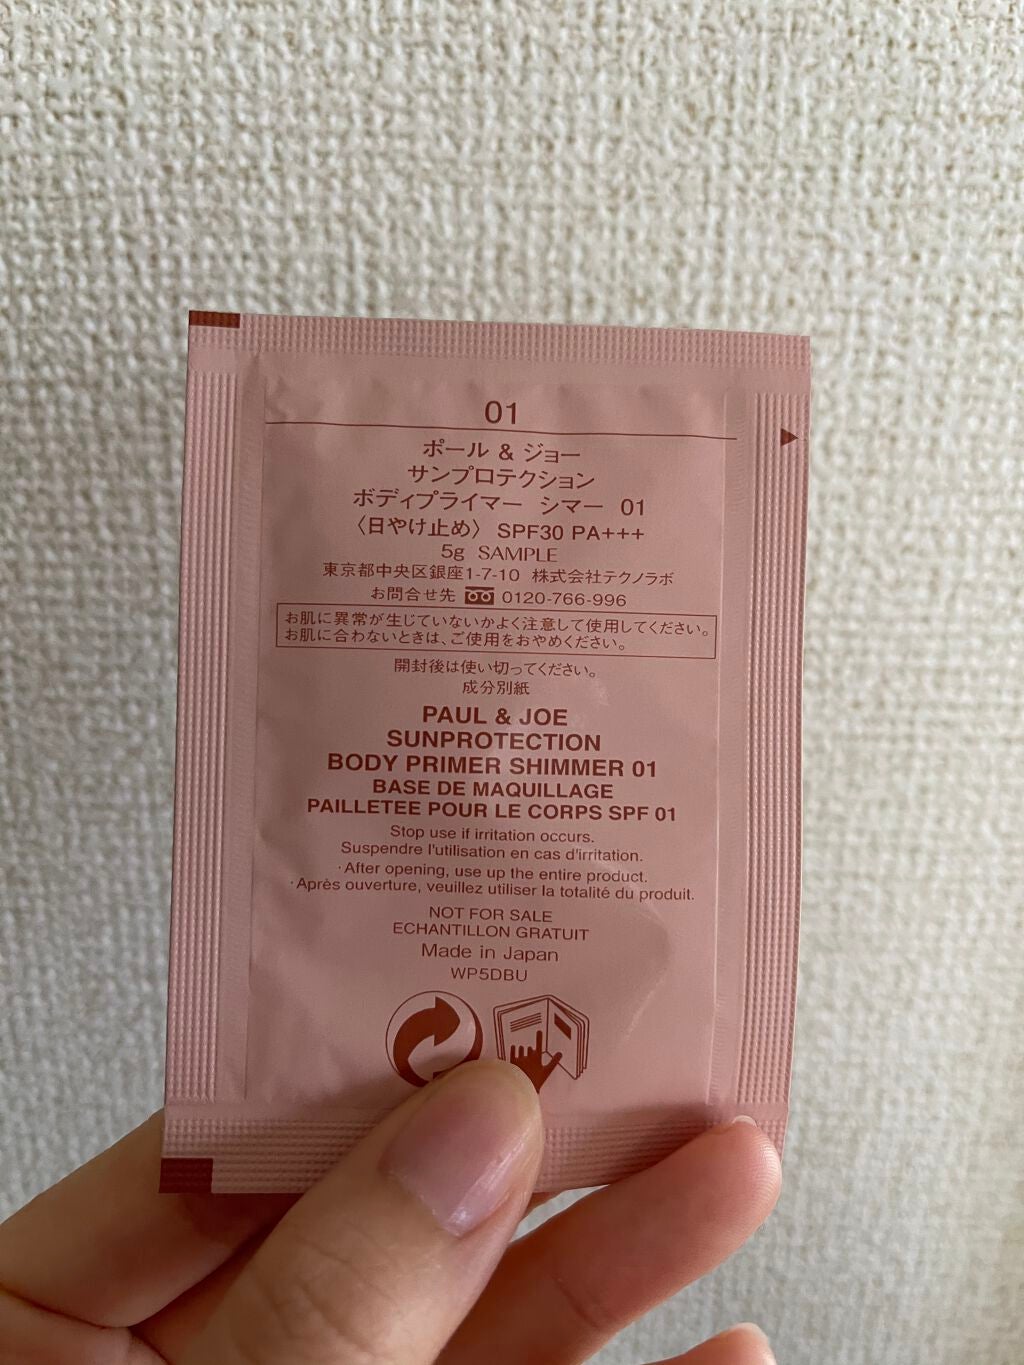 01
ポール & ジョー
サンプロテクション
ボディプライマー シマー 01
〈日やけ止め〉 SPF30 PA+++
5g SAMPLE
東京都中央区銀座1-7-10 株式会社テクノラボ
お問合せ先 0120-766-996
お肌に異常が生じていないかよく注意して使用してください。
お肌に合わないときは、ご使用をおやめください。
開封後は使い切ってください。
成分別紙
PAUL & JOE
SUNPROTECTION
BODY PRIMER SHIMMER 01
BASE DE MAQUILLAGE
PAILLETEE POUR LE CORPS SPF 01
Stop use if irritation occurs.
Suspendre l'utilisation en cas d'irritation.
·After opening, use up the entire product.
·Après ouverture, veuillez utiliser la totalité du produit.
NOT FOR SALE
ECHANTILLON GRATUIT
Made in Japan
WP5DBU